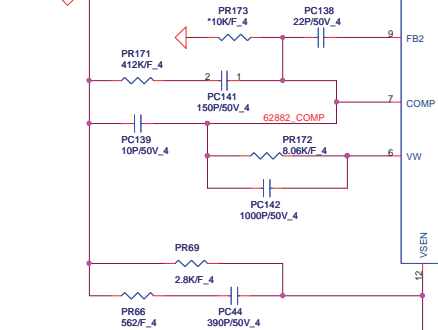 PR173
*10K/F_4
PC138
22P/50V_4
9
FB2
PR171
412K/F_4
2
1
PC141
150P/50V_4
7
COMP
62882_COMP
PC139
10P/50V_4
PR172
8.06K/F_4
6
VW
PC142
1000P/50V_4
VSEN
12
PR69
2.8K/F_4
PR66
562/F_4
PC44
390P/50V_4